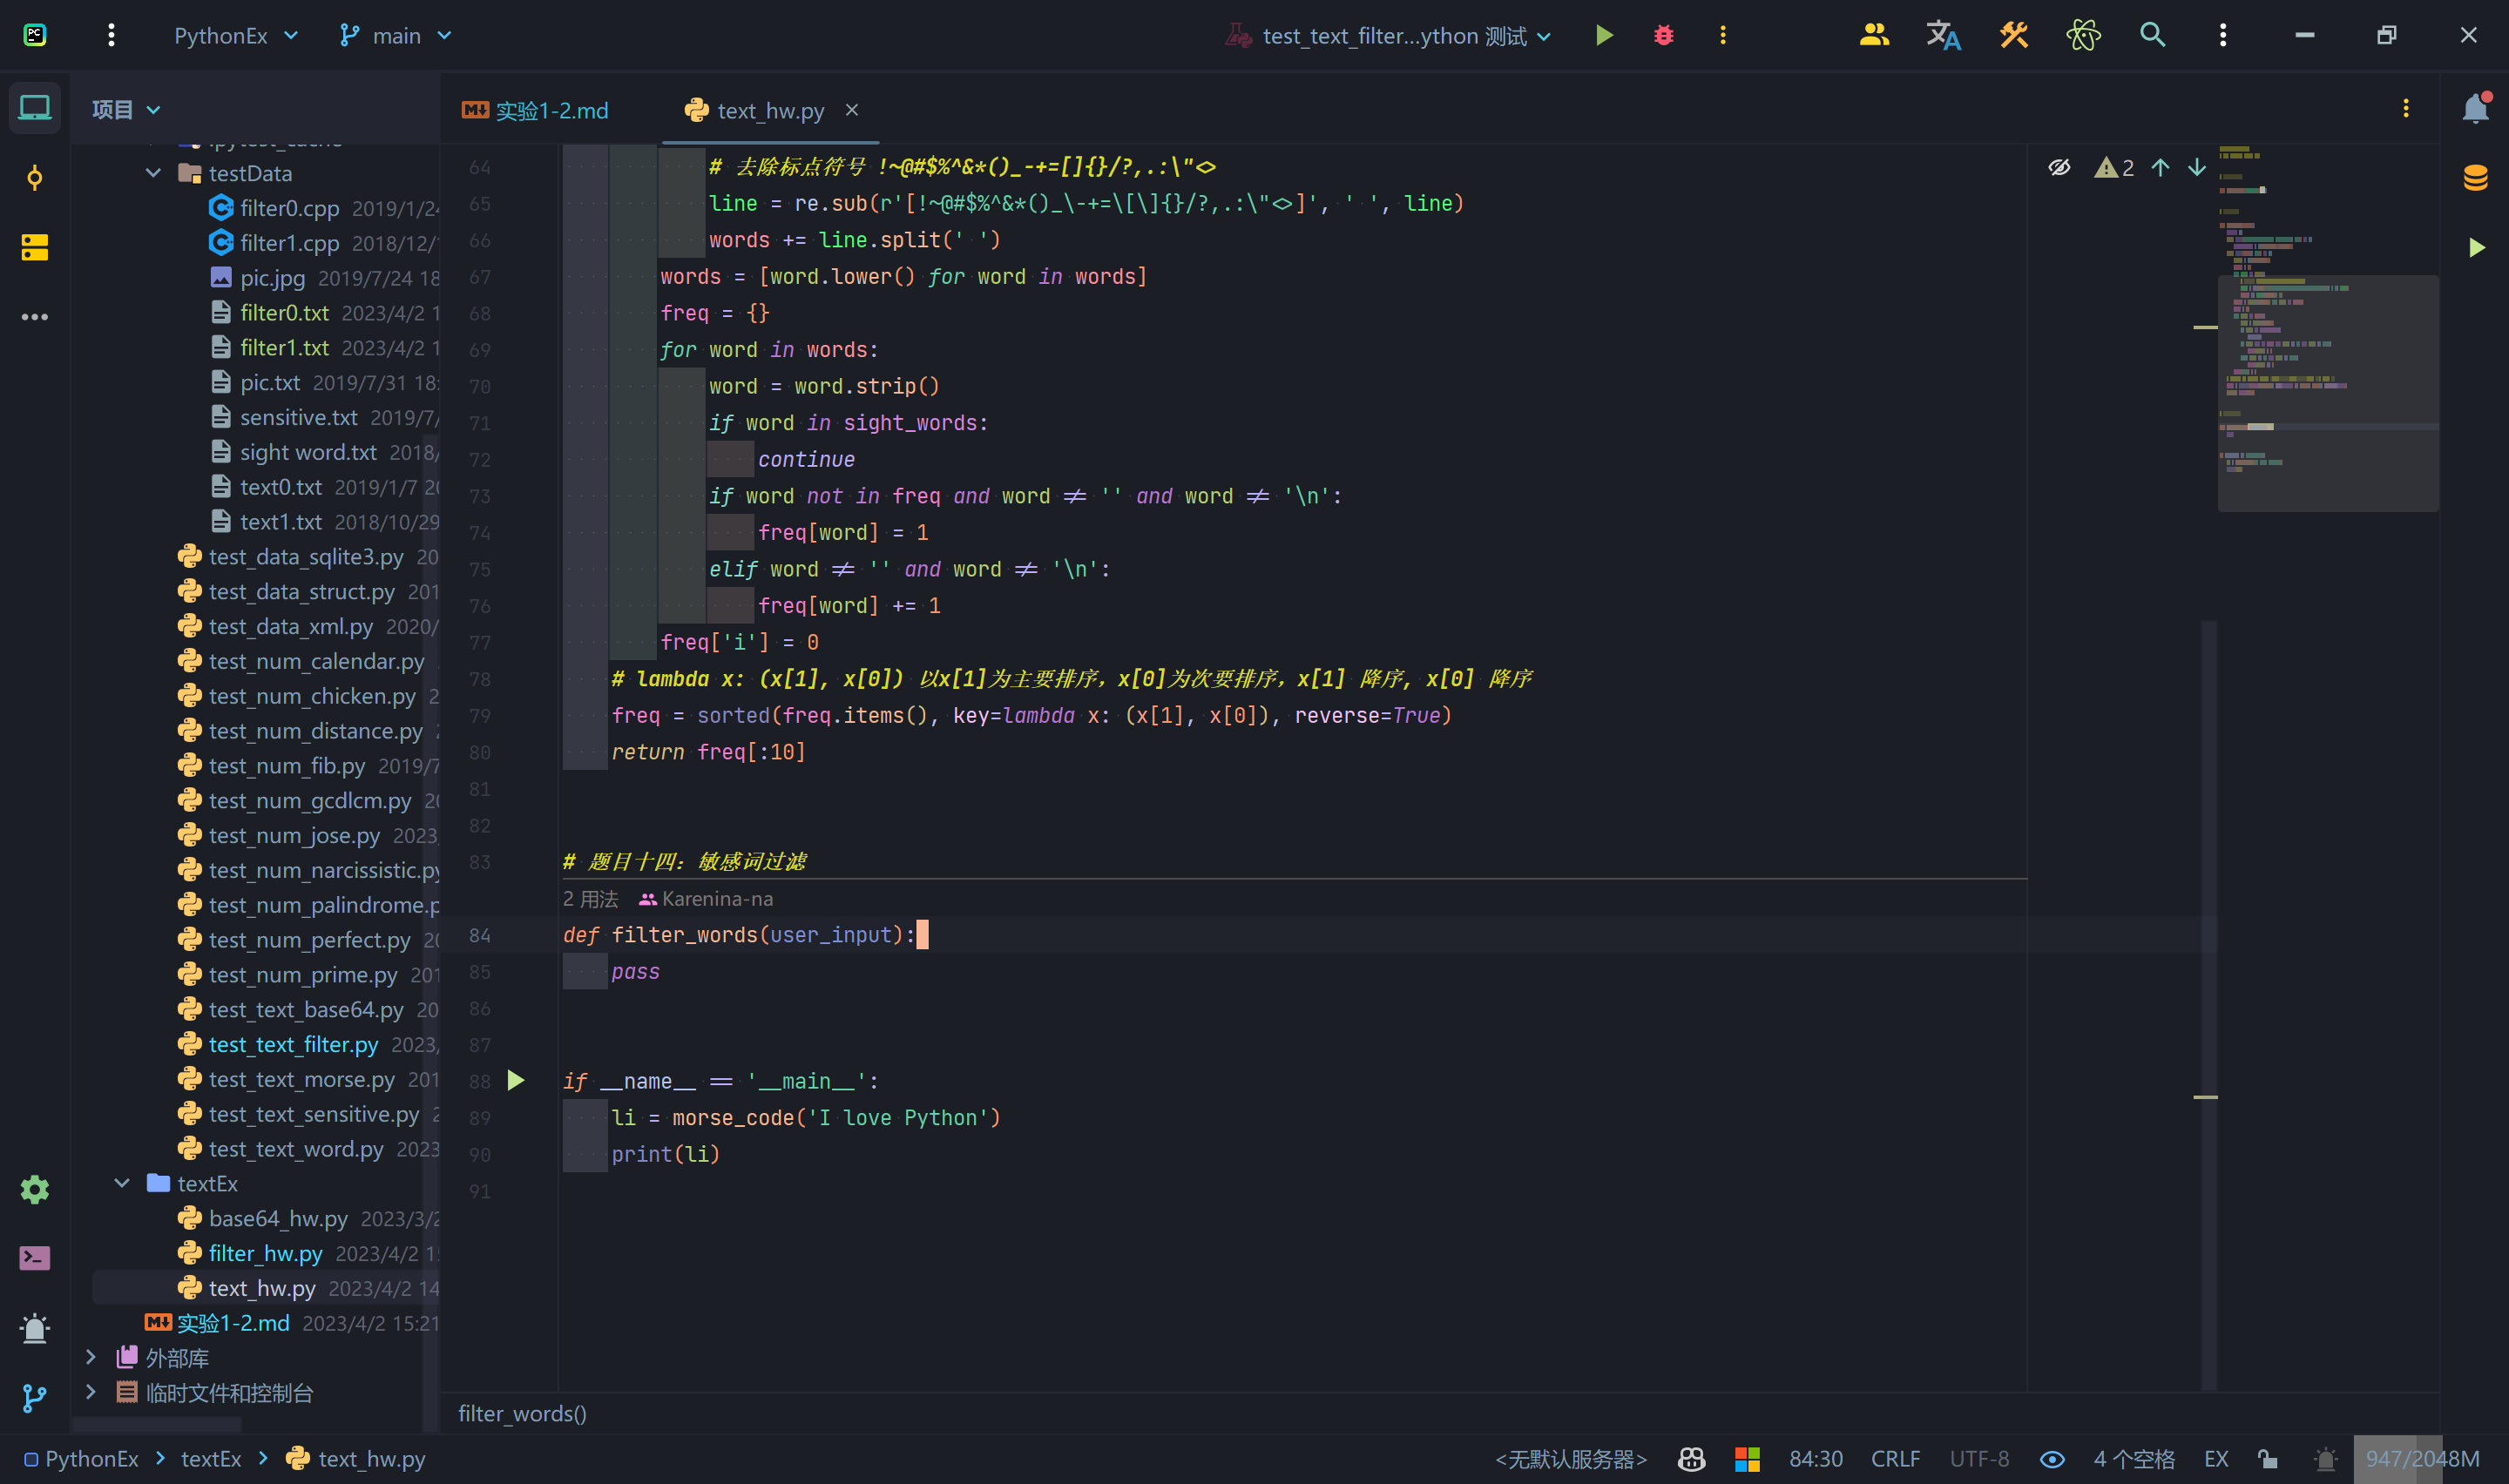 PC
PythonEx
main
test_text_filter...ython 测试
项目
实验1-2.md
text_hw.py
.pytest_cache
testData
filter0.cpp 2019/1/24
filter1.cpp 2018/12/
pic.jpg 2019/7/24 18
filter0.txt 2023/4/2 1
filter1.txt 2023/4/2 1
pic.txt 2019/7/31 18:
sensitive.txt 2019/7/
sight word.txt 2018/
text0.txt 2019/1/7 20
text1.txt 2018/10/29
test_data_sqlite3.py 20
test_data_struct.py 201
test_data_xml.py 2020/
test_num_calendar.py
test_num_chicken.py 2
test_num_distance.py 2
test_num_fib.py 2019/7
test_num_gcdlcm.py 20
test_num_jose.py 2023
test_num_narcissistic.py
test_num_palindrome.p
test_num_perfect.py 20
test_num_prime.py 201
test_text_base64.py 20
test_text_filter.py 2023/
test_text_morse.py 201
test_text_sensitive.py 2
test_text_word.py 2023
textEx
base64_hw.py 2023/3/2
filter_hw.py 2023/4/2 1
text_hw.py 2023/4/2 14
M↓ 实验1-2.md 2023/4/2 15:21
外部库
临时文件和控制台
2
64 # 去除标点符号 !~@#$%^&*()_-+=[]{}/?,.:\"<>
65 line = re.sub(r'[!~@#$%^&*()_\-+=\[\]{}/?,.:\"<>]', ' ', line)
66 words += line.split(' ')
67 words = [word.lower() for word in words]
68 freq = {}
69 for word in words:
70 word = word.strip()
71 if word in sight_words:
72 continue
73 if word not in freq and word != '' and word != '\n':
74 freq[word] = 1
75 elif word != '' and word != '\n':
76 freq[word] += 1
77 freq['i'] = 0
78 # lambda x: (x[1], x[0]) 以x[1]为主要排序，x[0]为次要排序，x[1] 降序, x[0] 降序
79 freq = sorted(freq.items(), key=lambda x: (x[1], x[0]), reverse=True)
80 return freq[:10]
81
82
83 # 题目十四：敏感词过滤
2 用法 Karenina-na
84 def filter_words(user_input):
85 pass
86
87
88 if __name__ == '__main__':
89 li = morse_code('I love Python')
90 print(li)
91
filter_words()
PythonEx > textEx > text_hw.py
<无默认服务器>
84:30
CRLF
UTF-8
4 个空格
EX
947/2048M